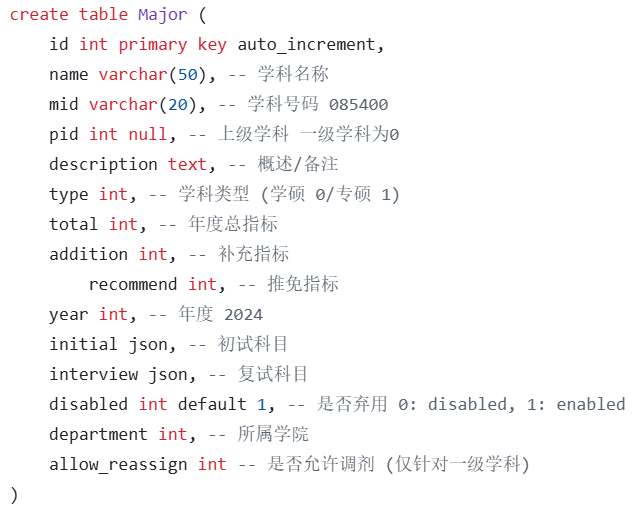 create table Major (
    id int primary key auto_increment,
    name varchar(50), -- 学科名称
    mid varchar(20), -- 学科号码 085400
    pid int null, -- 上级学科 一级学科为0
    description text, -- 概述/备注
    type int, -- 学科类型 (学硕 0/专硕 1)
    total int, -- 年度总指标
    addition int, -- 补充指标
        recommend int, -- 推免指标
    year int, -- 年度 2024
    initial json, -- 初试科目
    interview json, -- 复试科目
    disabled int default 1, -- 是否弃用 0: disabled, 1: enabled
    department int, -- 所属学院
    allow_reassign int -- 是否允许调剂 (仅针对一级学科)
)